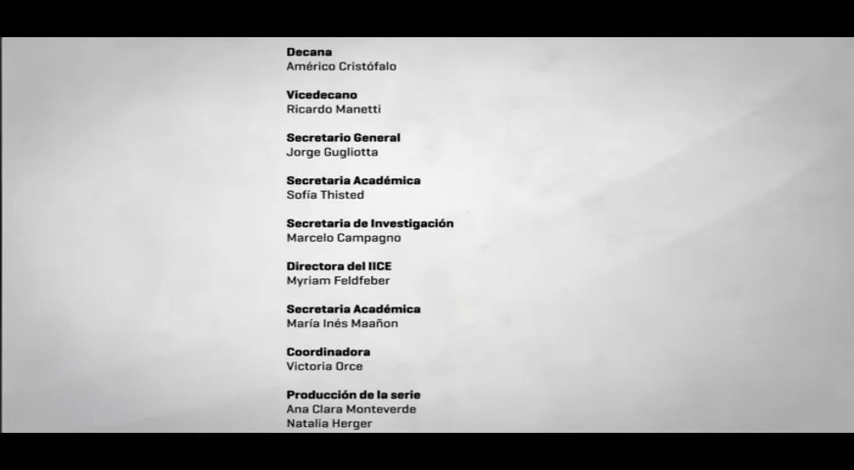 Decana
Américo Cristófalo
Vicedecano
Ricardo Manetti
Secretario General
Jorge Gugliotta
Secretaria Académica
Sofía Thisted
Secretaria de Investigación
Marcelo Campagno
Directora del IICE
Myriam Feldfeber
Secretaria Académica
María Inés Maañon
Coordinadora
Victoria Orce
Producción de la serie
Ana Clara Monteverde
Natalia Herger